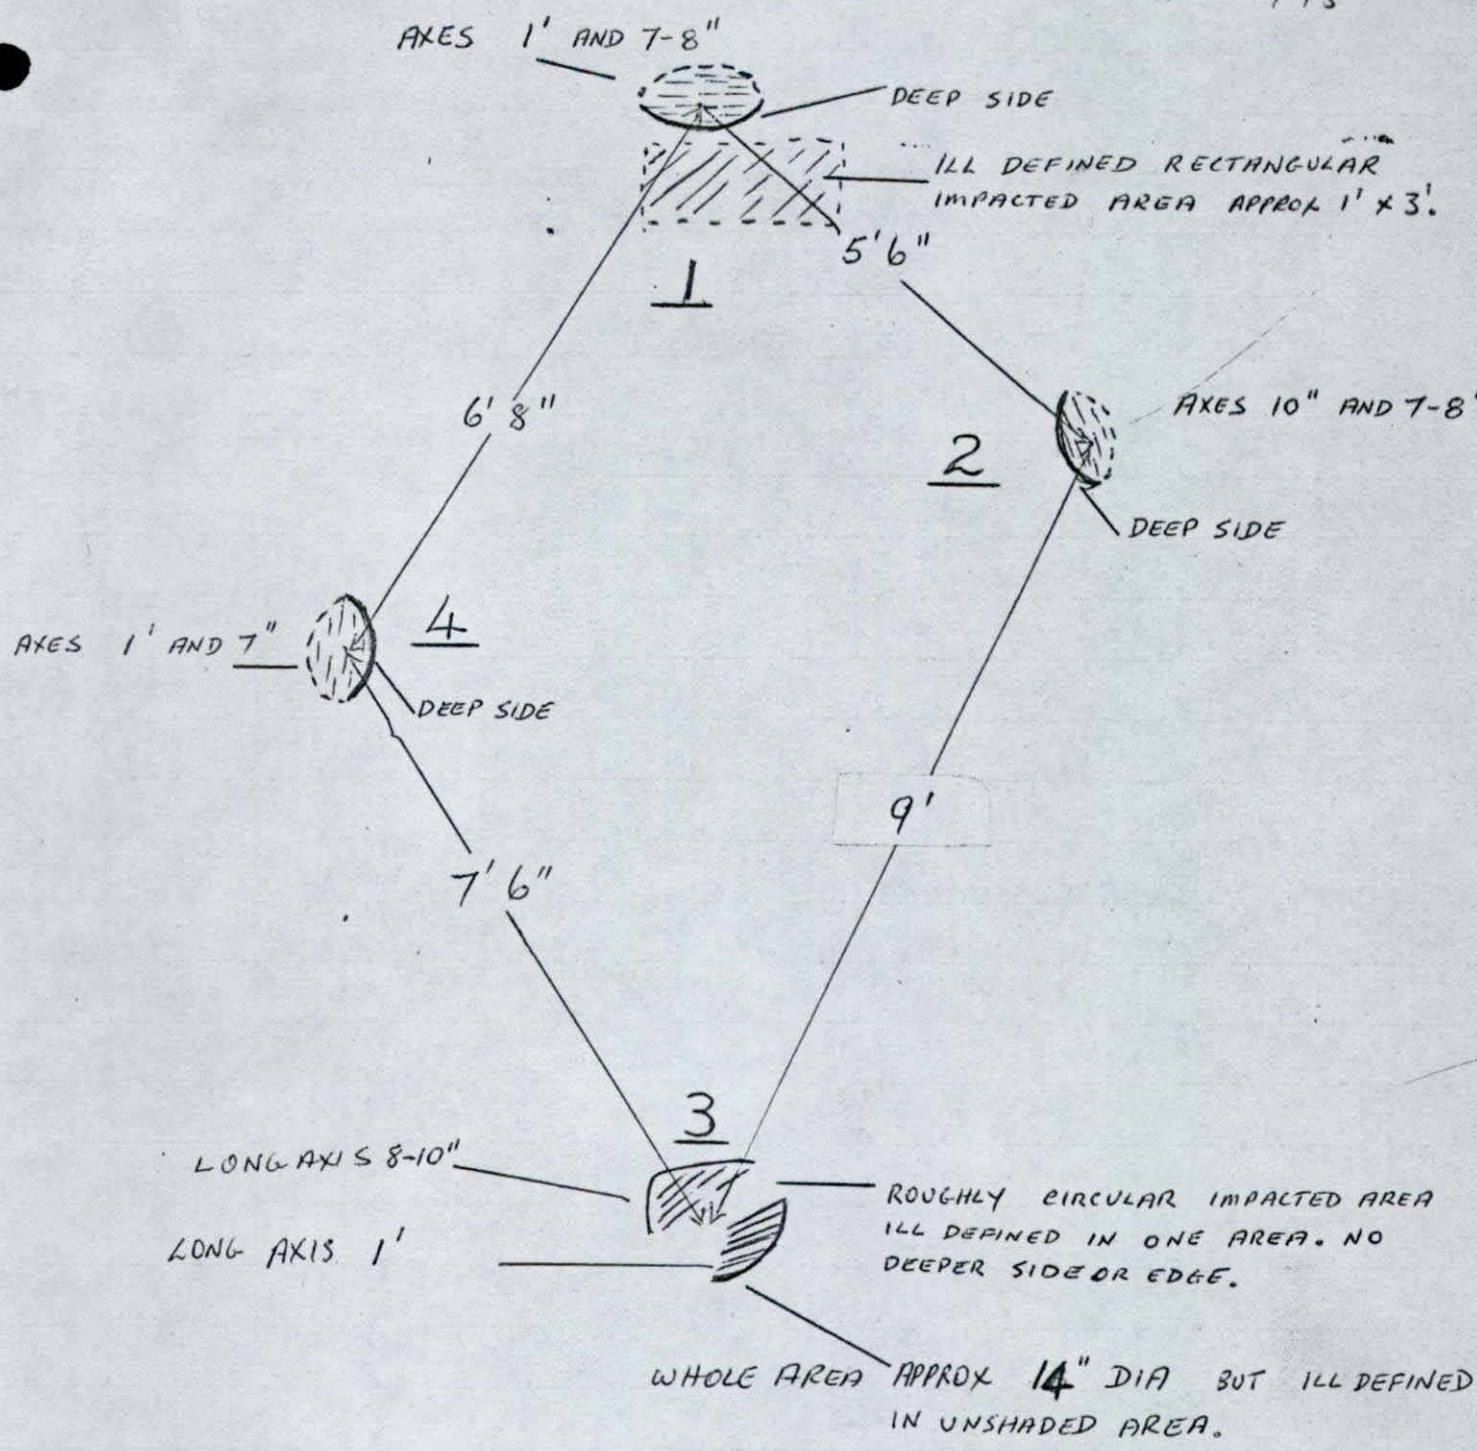 AXES 1' AND 7-8"
DEEP SIDE
ILL DEFINED RECTANGULAR
IMPACTED AREA APPROX 1' x 3'.
5'6"
1
6'8"
AXES 10" AND 7-8"
2
DEEP SIDE
4
AXES 1' AND 7"
DEEP SIDE
9'
7'6"
3
LONG AXIS 8-10"
ROUGHLY CIRCULAR IMPACTED AREA
ILL DEFINED IN ONE AREA. NO
DEEPER SIDE OR EDGE.
LONG AXIS 1'
WHOLE AREA APPROX 14" DIA BUT ILL DEFINED
IN UNSHADED AREA.